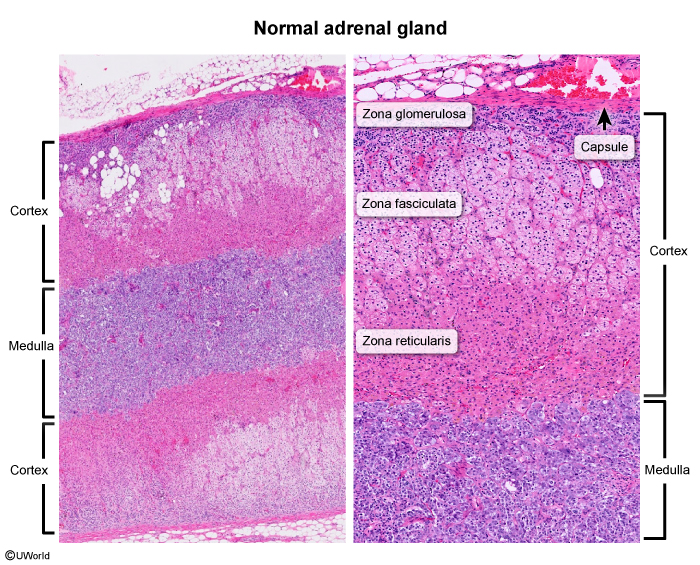 Normal adrenal gland
Cortex
Medulla
Cortex
Zona glomerulosa
Capsule
Zona fasciculata
Zona reticularis
Cortex
Medulla
©UWorld